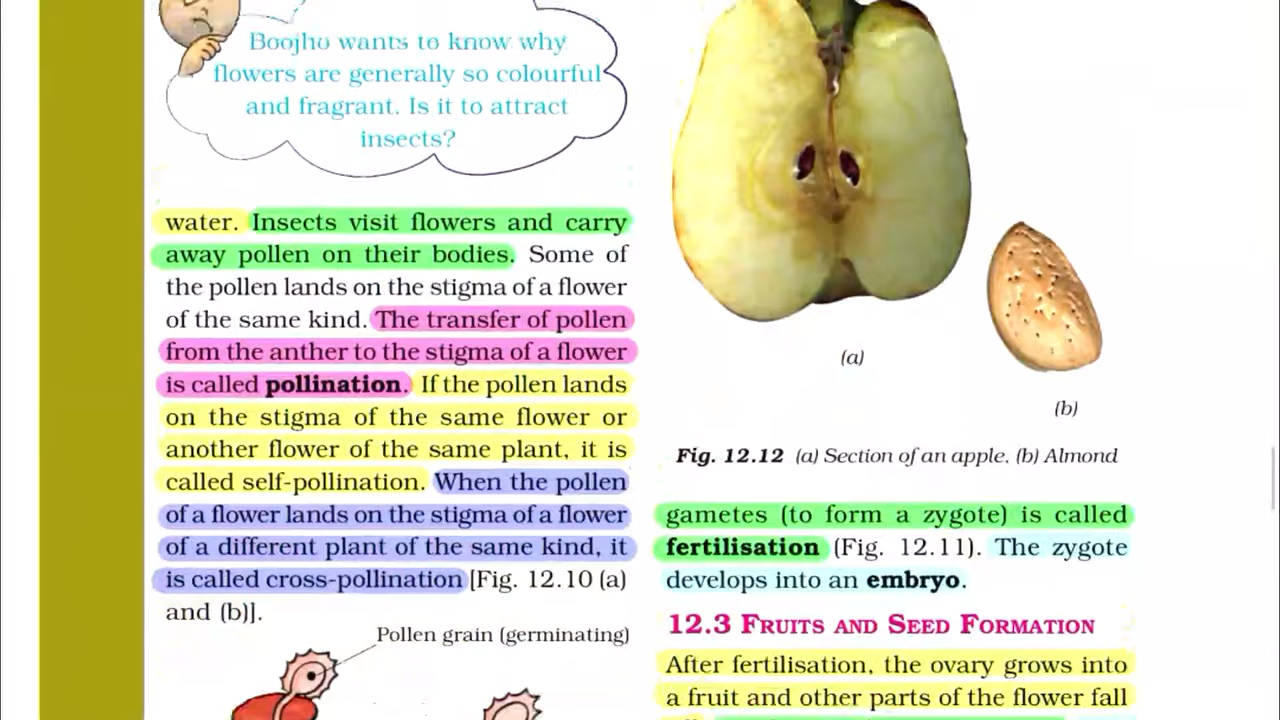 Boojho wants to know why
flowers are generally so colourful
and fragrant. Is it to attract
insects?
water. Insects visit flowers and carry
away pollen on their bodies. Some of
the pollen lands on the stigma of a flower
of the same kind. The transfer of pollen
from the anther to the stigma of a flower
is called pollination. If the pollen lands
on the stigma of the same flower or
another flower of the same plant, it is
called self-pollination. When the pollen
of a flower lands on the stigma of a flower
of a different plant of the same kind, it
is called cross-pollination [Fig. 12.10 (a)
and (b)].
Pollen grain (germinating)
(a)
(b)
Fig. 12.12 (a) Section of an apple, (b) Almond
gametes (to form a zygote) is called
fertilisation (Fig. 12.11). The zygote
develops into an embryo.
12.3 FRUITS AND SEED FORMATION
After fertilisation, the ovary grows into
a fruit and other parts of the flower fall